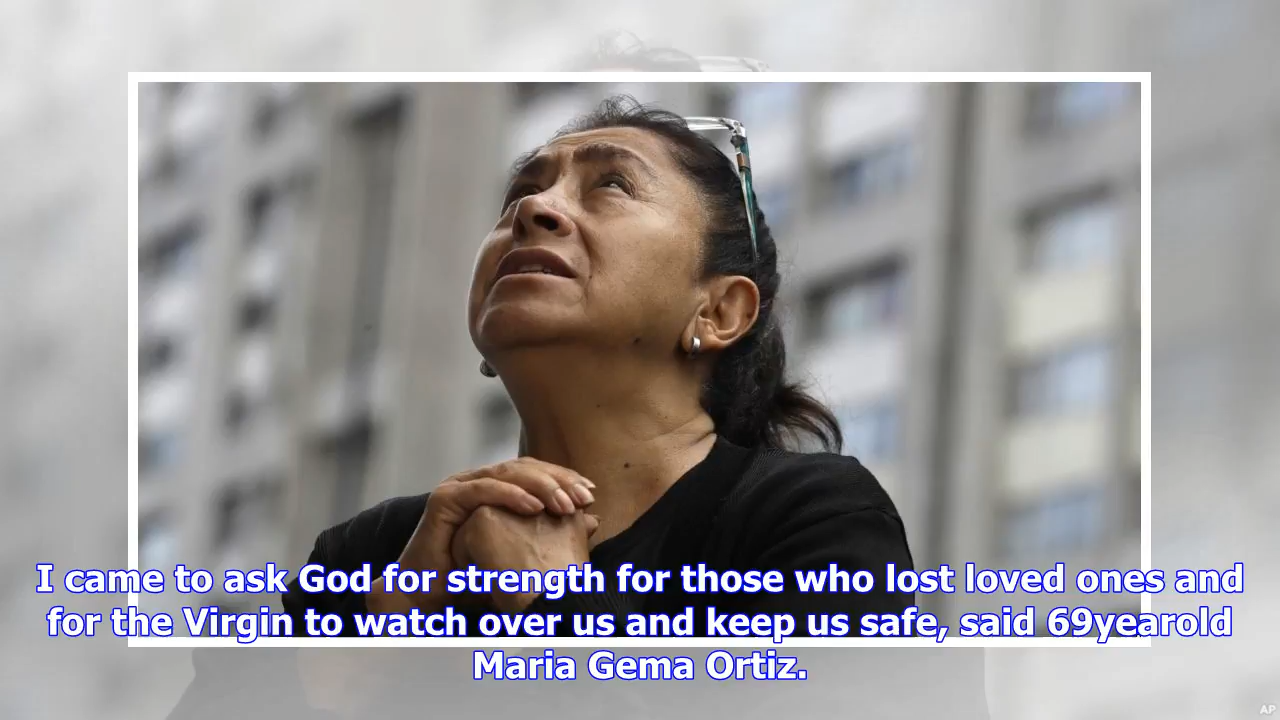 I came to ask God for strength for those who lost loved ones and
for the Virgin to watch over us and keep us safe, said 69yearold
Maria Gema Ortiz.
AP